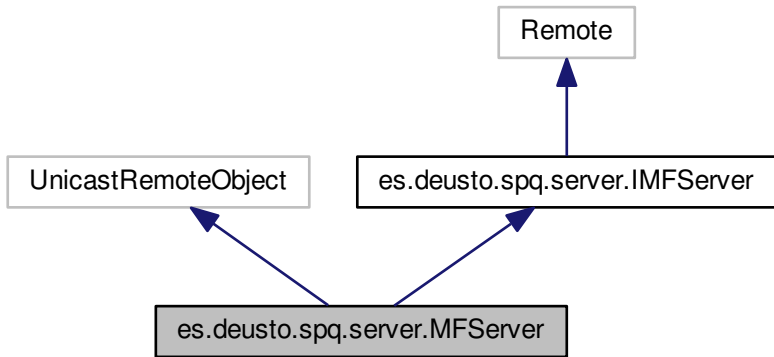 Remote
UnicastRemoteObject
es.deusto.spq.server.IMFServer
es.deusto.spq.server.MFServer